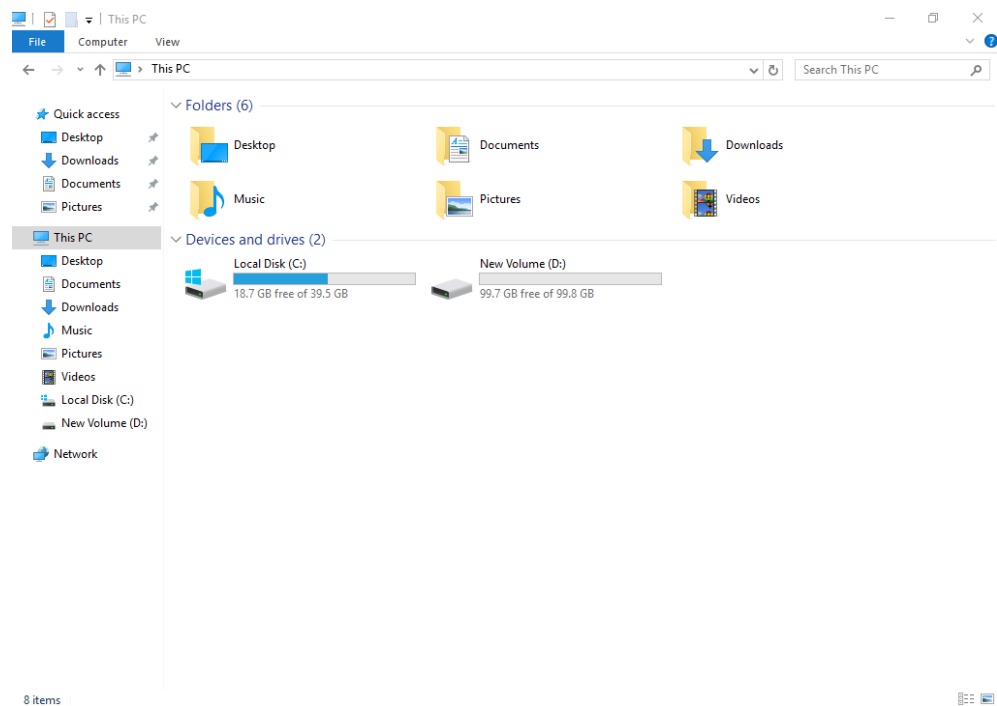 This PC
File Computer View
This PC Search This PC
Quick access
Desktop
Downloads
Documents
Pictures
This PC
Desktop
Documents
Downloads
Music
Pictures
Videos
Local Disk (C:)
New Volume (D:)
Network
Folders (6)
Desktop Documents Downloads
Music Pictures Videos
Devices and drives (2)
Local Disk (C:) New Volume (D:)
18.7 GB free of 39.5 GB 99.7 GB free of 99.8 GB
8 items